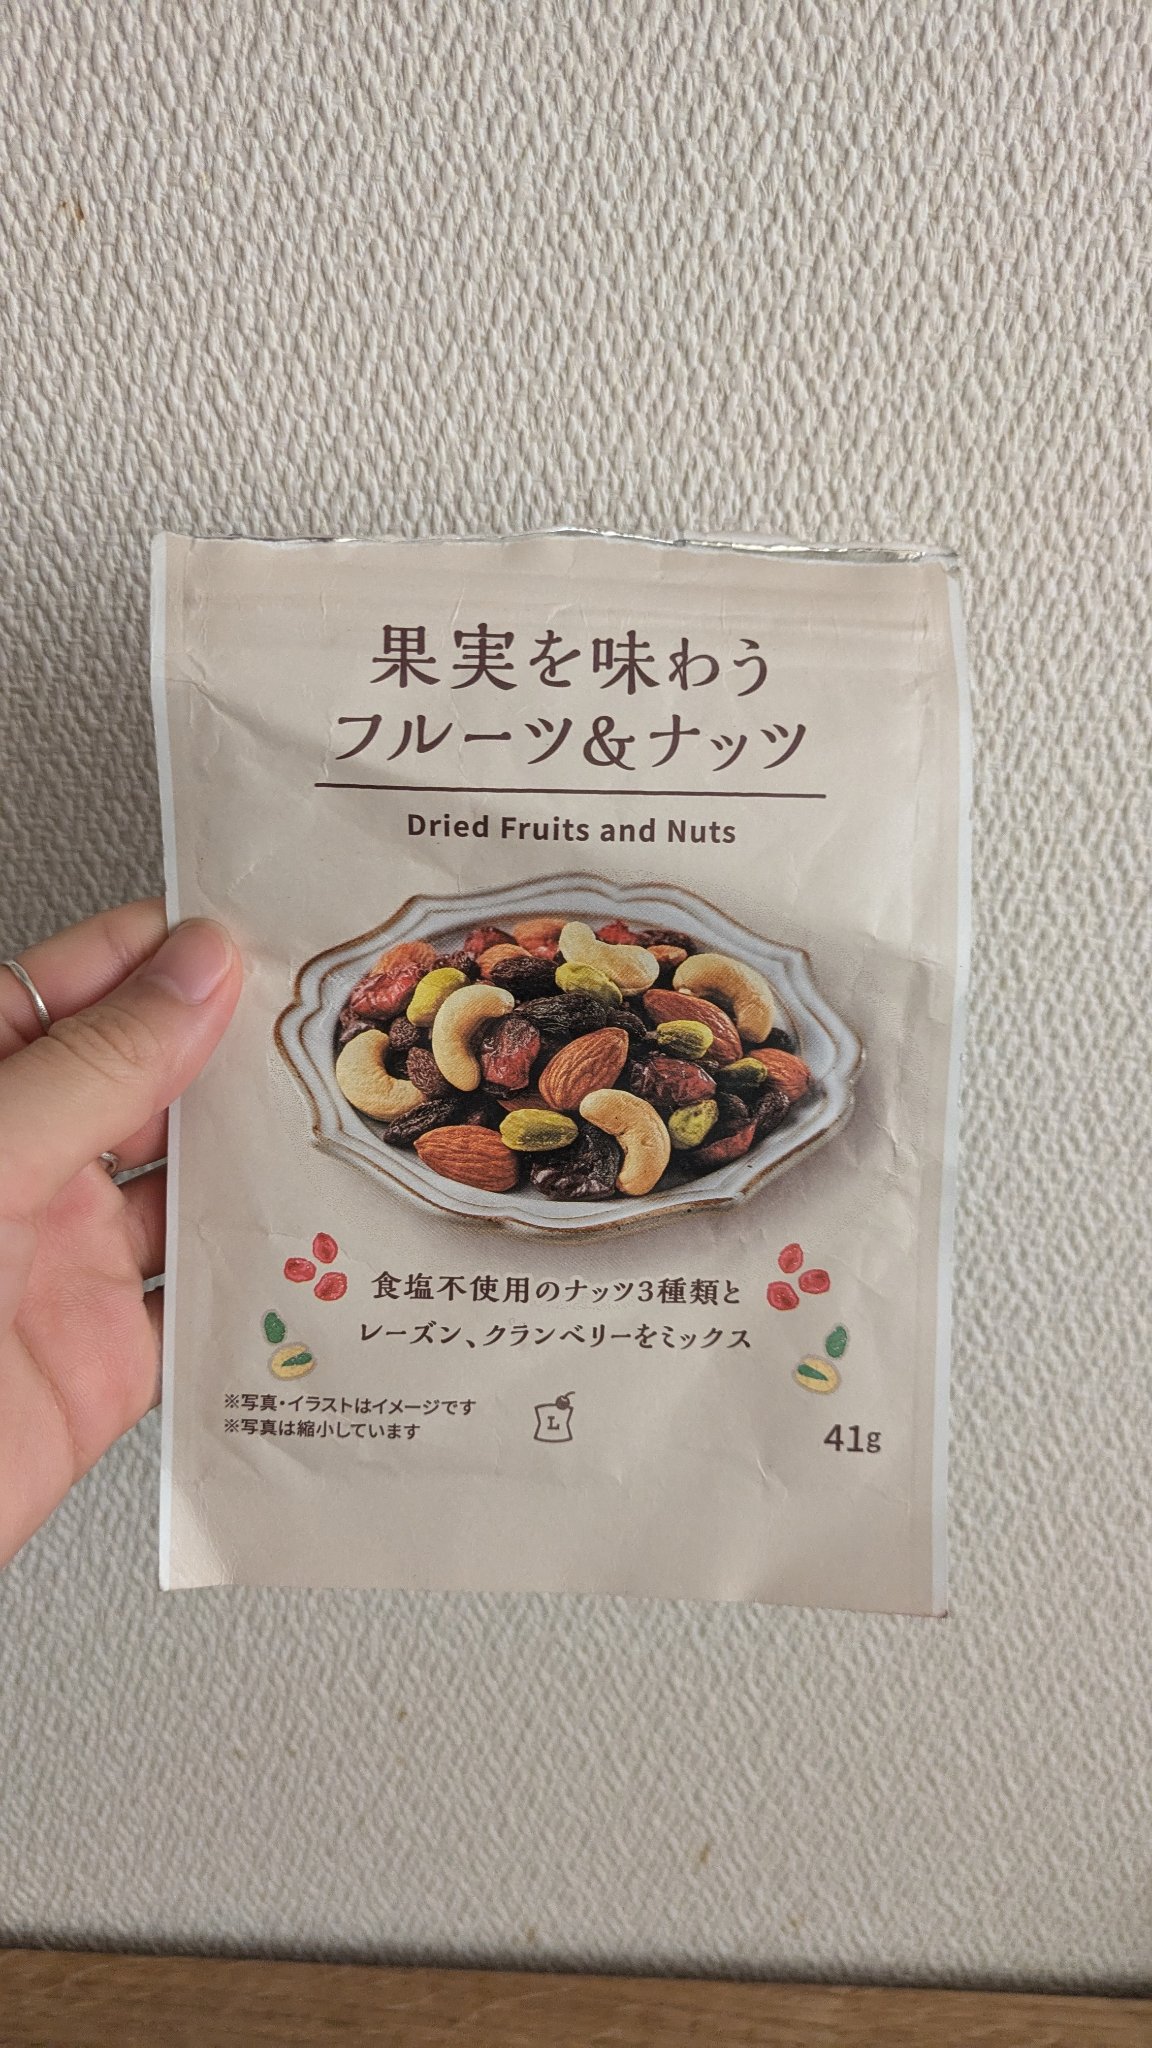 果実を味わう
フルーツ&ナッツ
Dried Fruits and Nuts
食塩不使用のナッツ3種類と
レーズン、クランベリーをミックス
※写真・イラストはイメージです
※写真は縮小しています
L
41g